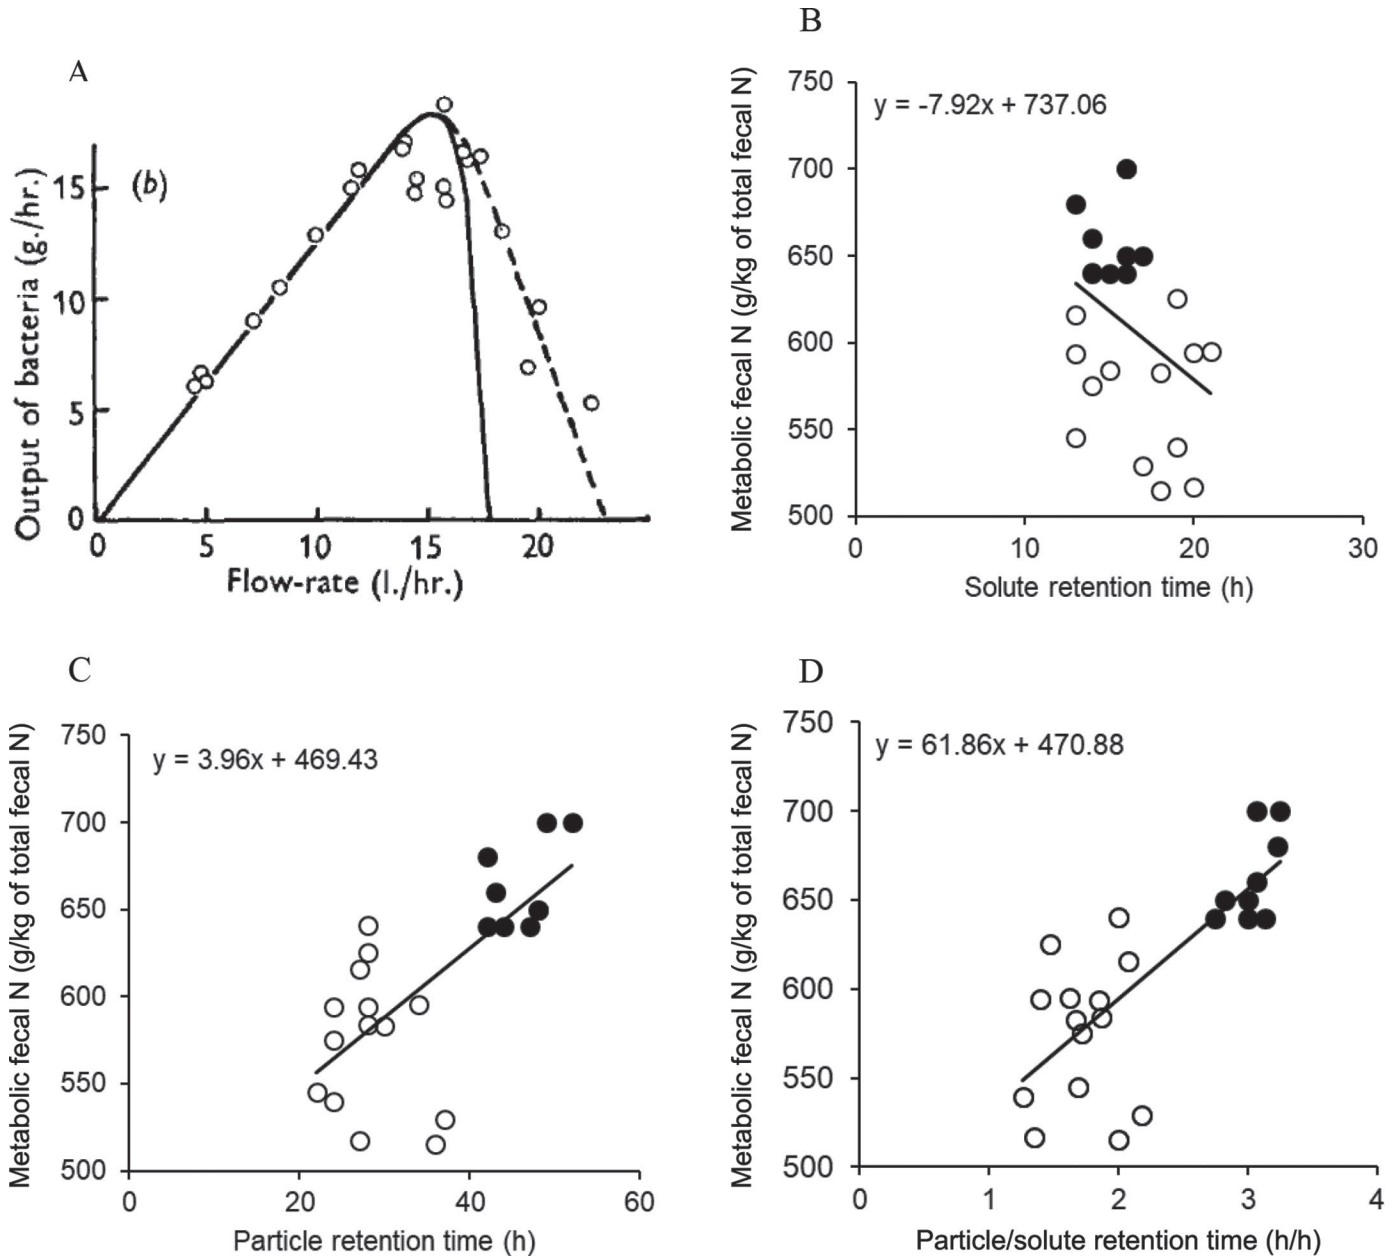 A
(b)
Output of bacteria (g./hr.)
15
10
5
0
0 5 10 15 20
Flow-rate (l./hr.)
B
y = -7.92x + 737.06
Metabolic fecal N (g/kg of total fecal N)
750
700
650
600
550
500
0 10 20 30
Solute retention time (h)
C
y = 3.96x + 469.43
Metabolic fecal N (g/kg of total fecal N)
750
700
650
600
550
500
0 20 40 60
Particle retention time (h)
D
y = 61.86x + 470.88
Metabolic fecal N (g/kg of total fecal N)
750
700
650
600
550
500
0 1 2 3 4
Particle/solute retention time (h/h)